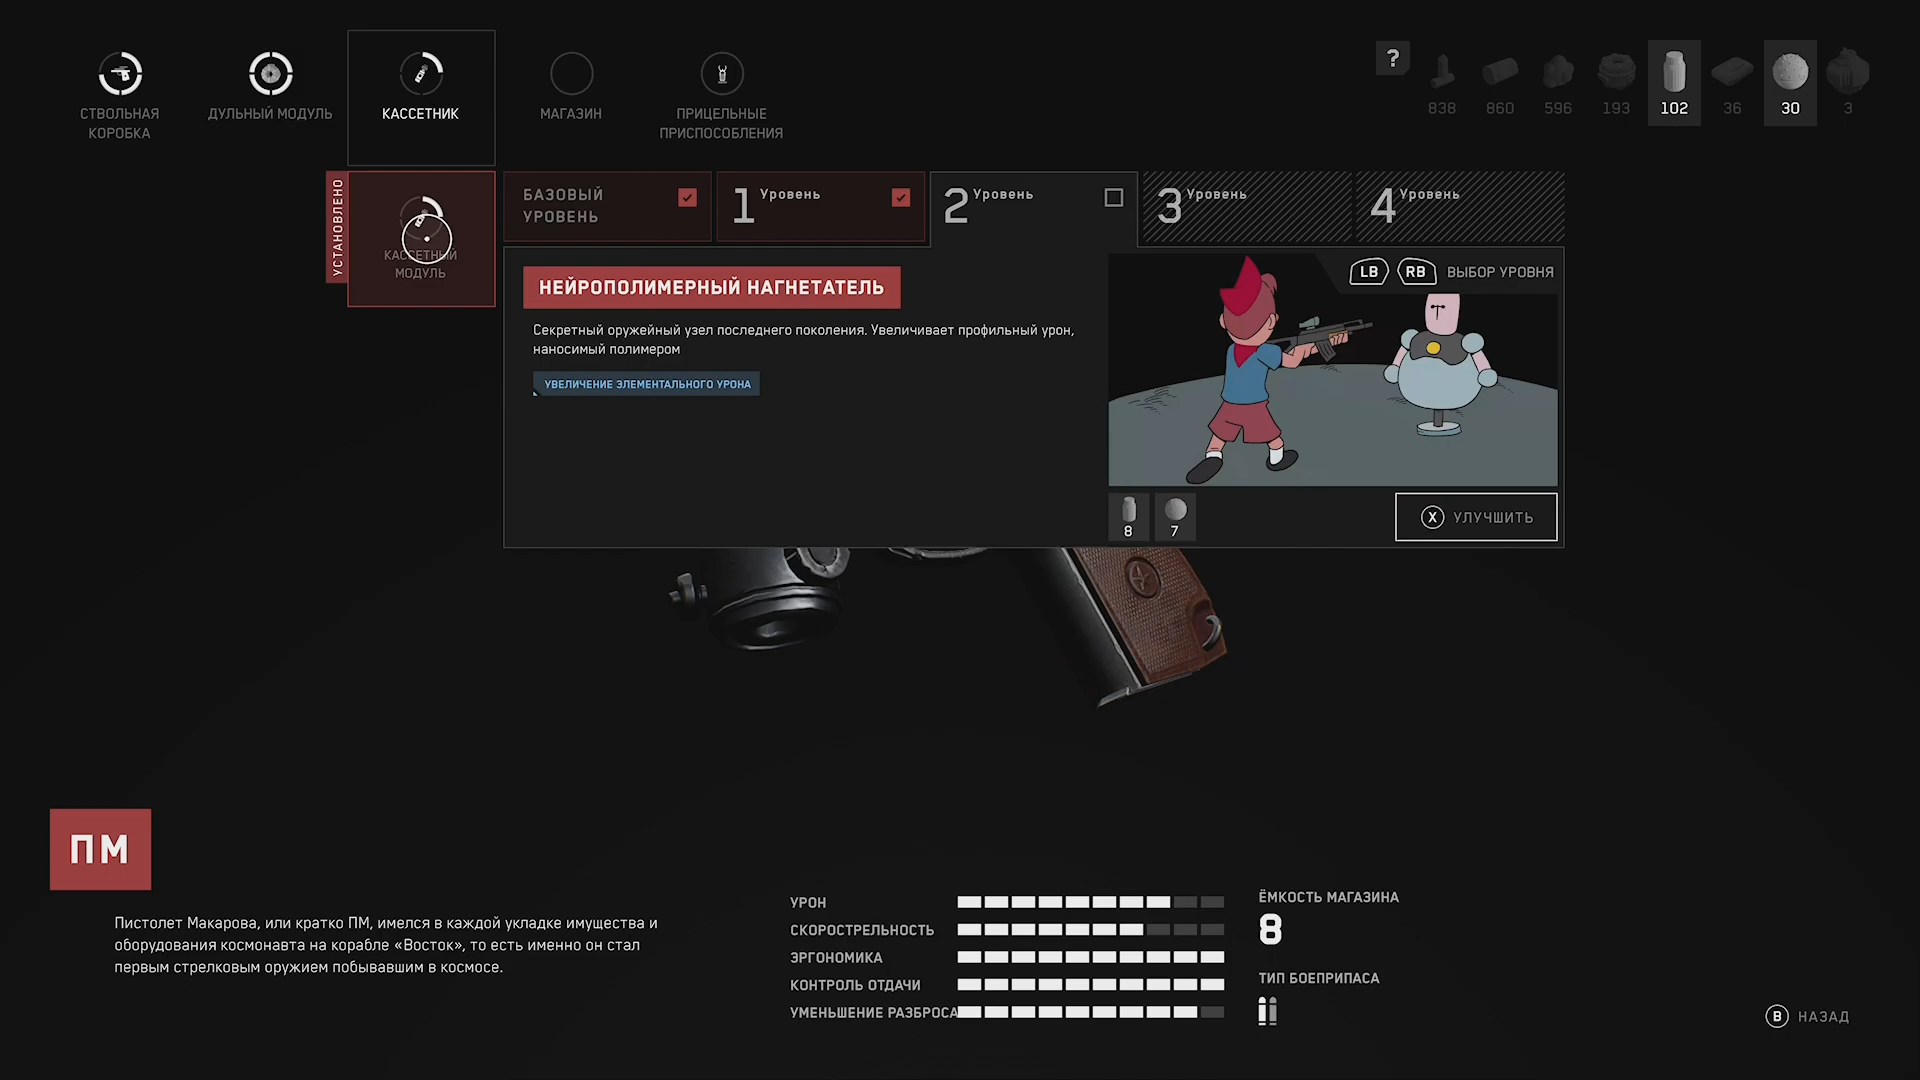 СТВОЛЬНАЯ
КОРОБКА
ДУЛЬНЫЙ МОДУЛЬ
КАССЕТНИК
МАГАЗИН
ПРИЦЕЛЬНЫЕ
ПРИСПОСОБЛЕНИЯ
?
838
860
596
193
102
36
30
3
УСТАНОВЛЕНО
КАССЕТНЫЙ
МОДУЛЬ
БАЗОВЫЙ
УРОВЕНЬ
1 Уровень
2 Уровень
3 Уровень
4 Уровень
НЕЙРОПОЛИМЕРНЫЙ НАГНЕТАТЕЛЬ
LB RB ВЫБОР УРОВНЯ
Секретный оружейный узел последнего поколения. Увеличивает профильный урон,
наносимый полимером
УВЕЛИЧЕНИЕ ЭЛЕМЕНТАЛЬНОГО УРОНА
8
7
X УЛУЧШИТЬ
ПМ
Пистолет Макарова, или кратко ПМ, имелся в каждой укладке имущества и
оборудования космонавта на корабле «Восток», то есть именно он стал
первым стрелковым оружием побывавшим в космосе.
УРОН
СКОРОСТРЕЛЬНОСТЬ
ЭРГОНОМИКА
КОНТРОЛЬ ОТДАЧИ
УМЕНЬШЕНИЕ РАЗБРОСА
ЁМКОСТЬ МАГАЗИНА
8
ТИП БОЕПРИПАСА
B НАЗАД